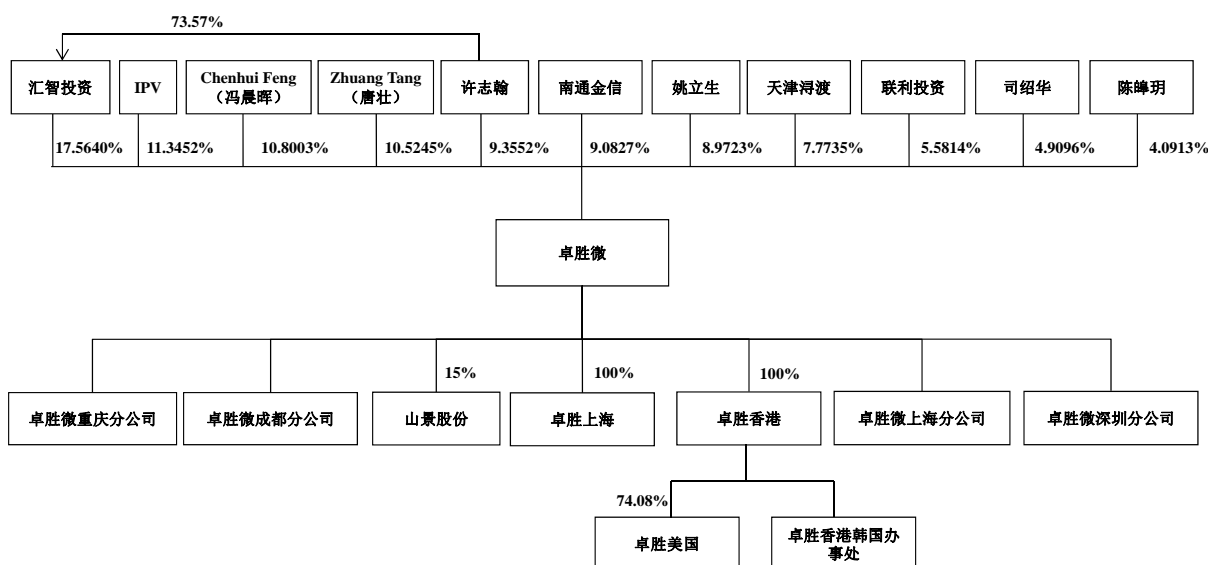 73.57%
汇智投资
IPV
Chenhui Feng
（冯晨晖）
Zhuang Tang
（唐壮）
许志翰
南通金信
姚立生
天津浔渡
联利投资
司绍华
陈皞玥
17.5640%
11.3452%
10.8003%
10.5245%
9.3552%
9.0827%
8.9723%
7.7735%
5.5814%
4.9096%
4.0913%
卓胜微
15%
100%
100%
卓胜微重庆分公司
卓胜微成都分公司
山景股份
卓胜上海
卓胜香港
卓胜微上海分公司
卓胜微深圳分公司
74.08%
卓胜美国
卓胜香港韩国办
事处